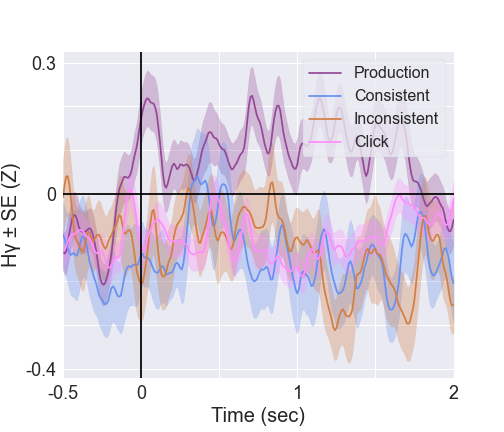 Production
Consistent
Inconsistent
Click
0.3
0
-0.4
Hγ ± SE (Z)
-0.5
0
1
2
Time (sec)